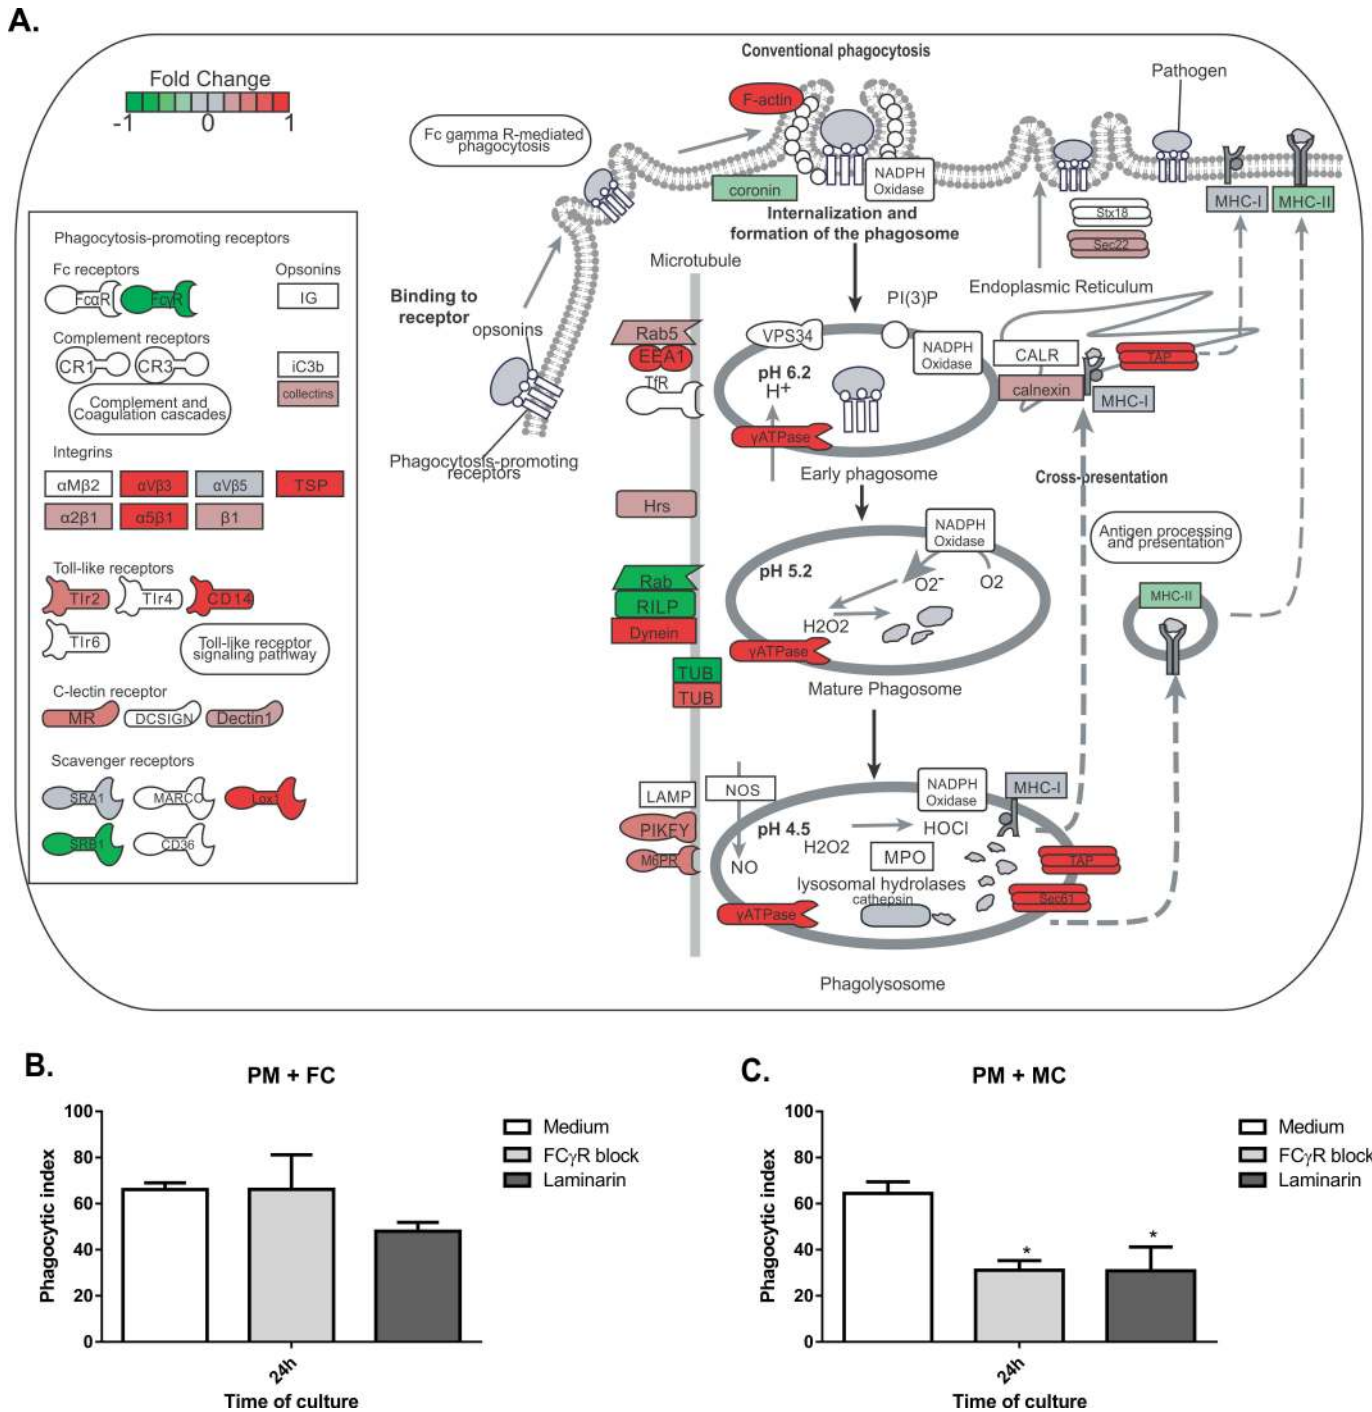 A.
Conventional phagocytosis
Fold Change
-1
0
1
F-actin
Pathogen
Fc gamma R-mediated
phagocytosis
coronin
NADPH
Oxidase
MHC-I
MHC-II
Stx18
Sec22
Internalization and
formation of the phagosome
Phagocytosis-promoting receptors
Fc receptors
Opsonins
FcαR
FcγR
IG
Complement receptors
CR1
CR3
iC3b
Complement and
Coagulation cascades
collectins
Integrins
αMβ2
αVβ3
αVβ5
TSP
α2β1
α5β1
β1
Toll-like receptors
Tlr2
Tlr4
CD14
Tlr6
Toll-like receptor
signaling pathway
C-lectin receptor
MR
DCSIGN
Dectin1
Scavenger receptors
SRA1
MARCO
Lox1
SRB1
CD36
Binding to
receptor
opsonins
Phagocytosis-promoting
receptors
Microtubule
Endoplasmic Reticulum
PI(3)P
Rab5
EEA1
TfR
VPS34
NADPH
Oxidase
CALR
TAP
pH 6.2
H+
calnexin
MHC-I
γATPase
Early phagosome
Cross-presentation
Hrs
NADPH
Oxidase
Antigen processing
and presentation
pH 5.2
O2-
O2
Rab
RILP
Dynein
H2O2
γATPase
MHC-II
TUB
TUB
Mature Phagosome
LAMP
NOS
NADPH
Oxidase
MHC-I
PIKFY
pH 4.5
HOCl
H2O2
M6PR
NO
MPO
TAP
lysosomal hydrolases
cathepsin
Sec61
γATPase
Phagolysosome
B.
PM + FC
Phagocytic index
100
80
60
40
20
0
24h
Time of culture
Medium
FCγR block
Laminarin
C.
PM + MC
Phagocytic index
100
80
60
40
20
0
*
*
24h
Time of culture
Medium
FCγR block
Laminarin